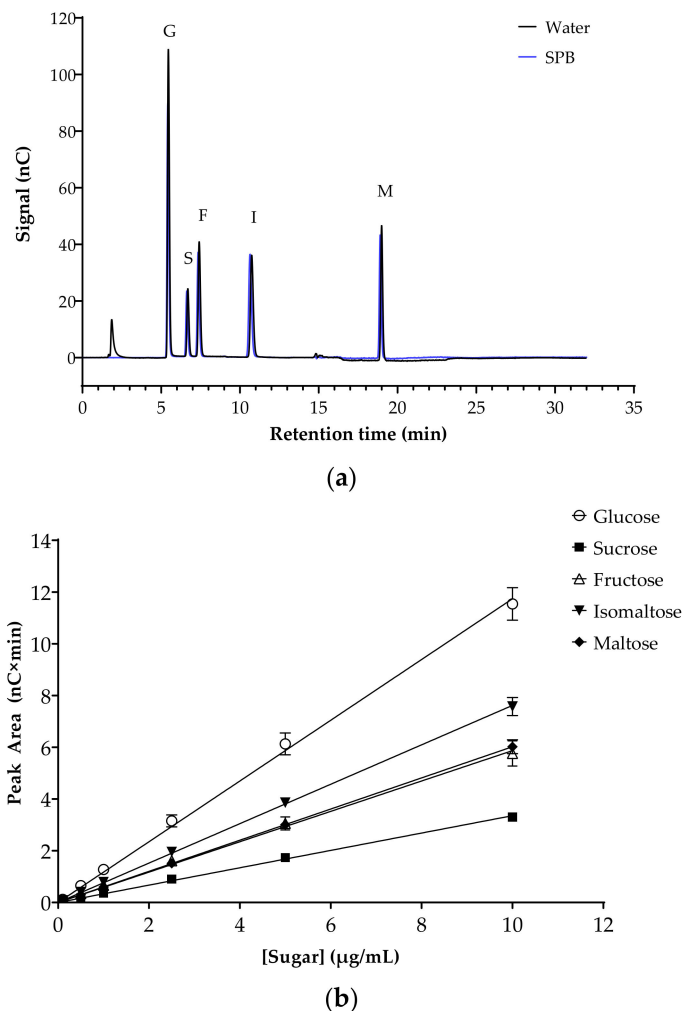 120
100
80
60
40
20
0
Signal (nC)
G
S
F
I
M
Water
SPB
0 5 10 15 20 25 30 35
Retention time (min)
(a)
14
12
10
8
6
4
2
0
Peak Area (nC×min)
Glucose
Sucrose
Fructose
Isomaltose
Maltose
0 2 4 6 8 10 12
[Sugar] (µg/mL)
(b)